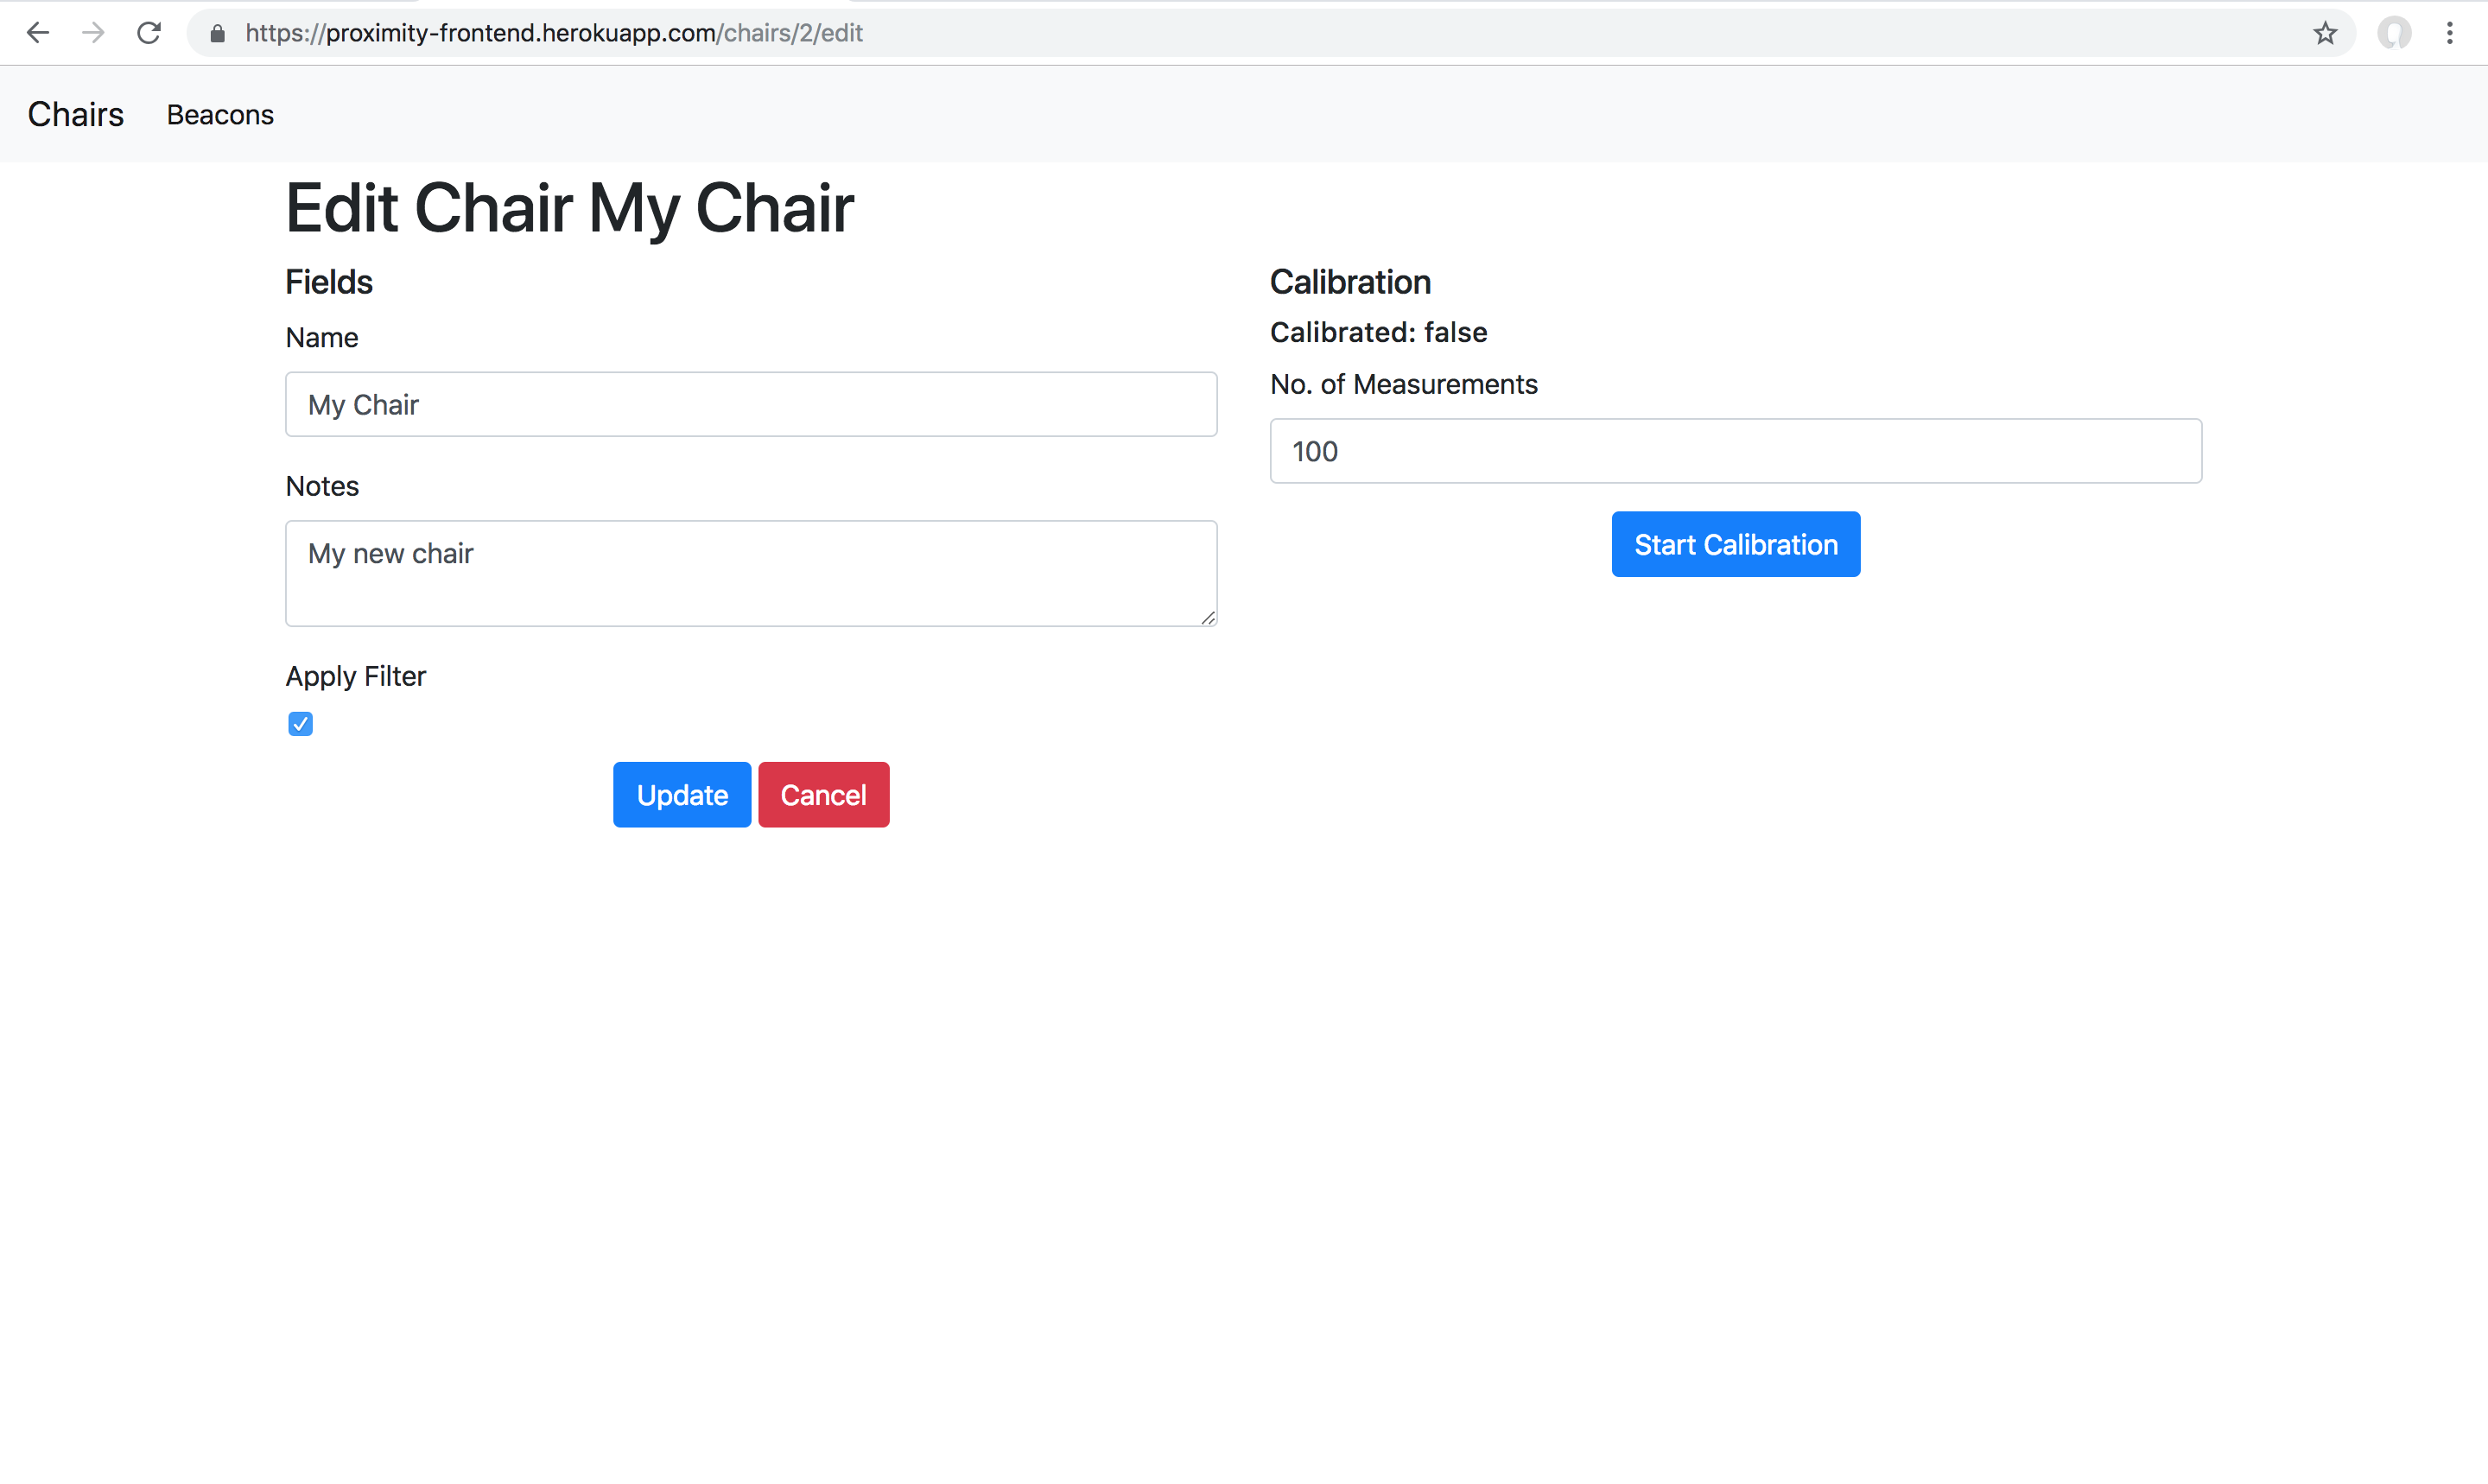 https://proximity-frontend.herokuapp.com/chairs/2/edit
Chairs Beacons
Edit Chair My Chair
Fields
Name
My Chair
Notes
My new chair
Apply Filter
Update Cancel
Calibration
Calibrated: false
No. of Measurements
100
Start Calibration